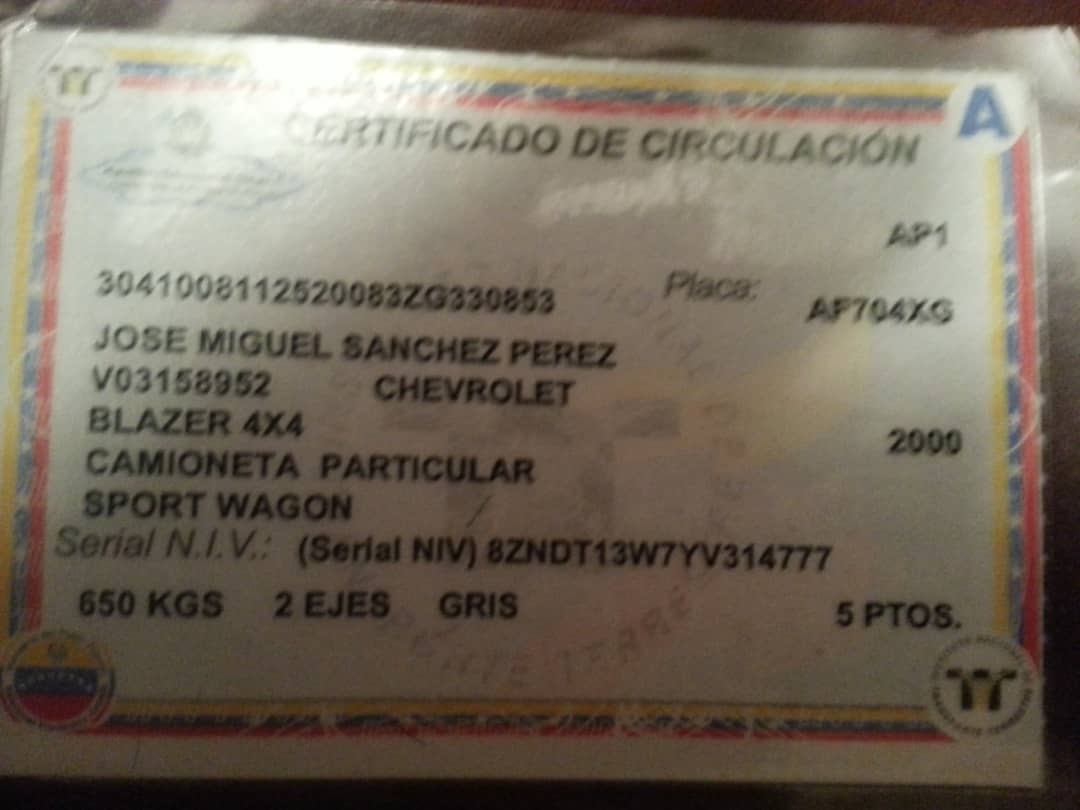 A
CERTIFICADO DE CIRCULACIÓN
AP1
3041008112520083ZG330853
Placa: AF704XG
JOSE MIGUEL SANCHEZ PEREZ
V03158952 CHEVROLET
BLAZER 4X4 2000
CAMIONETA PARTICULAR
SPORT WAGON
Serial N.I.V.: (Serial NIV) 8ZNDT13W7YV314777
650 KGS 2 EJES GRIS 5 PTOS.